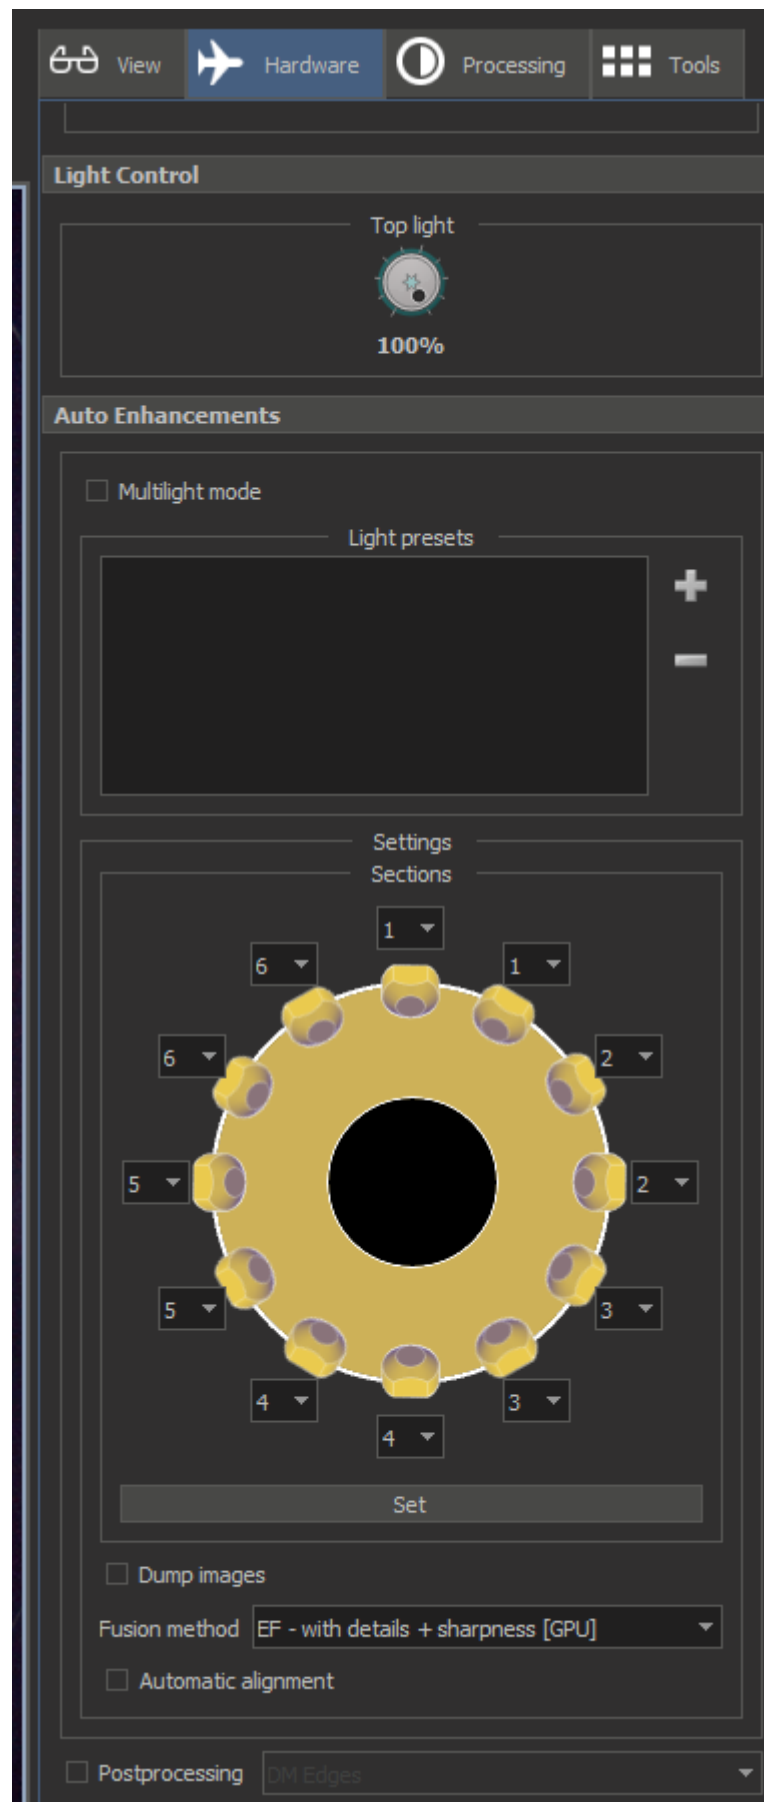 View Hardware Processing Tools
Light Control
Top light
100%
Auto Enhancements
Multilight mode
Light presets
Settings
Sections
1
6 1
6 2
5 2
5 3
4 3
4
Set
Dump images
Fusion method EF - with details + sharpness [GPU]
Automatic alignment
Postprocessing DM Edges